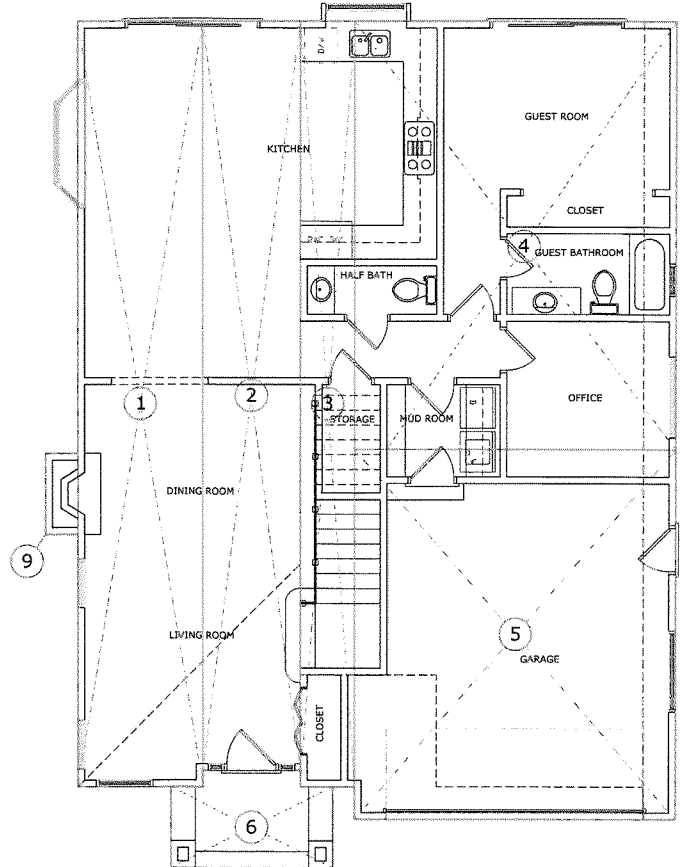 D/W
GUEST ROOM
KITCHEN
CLOSET
4
GUEST BATHROOM
HALF BATH
1
2
3
STORAGE
MUD ROOM
OFFICE
DINING ROOM
9
LIVING ROOM
5
GARAGE
CLOSET
6